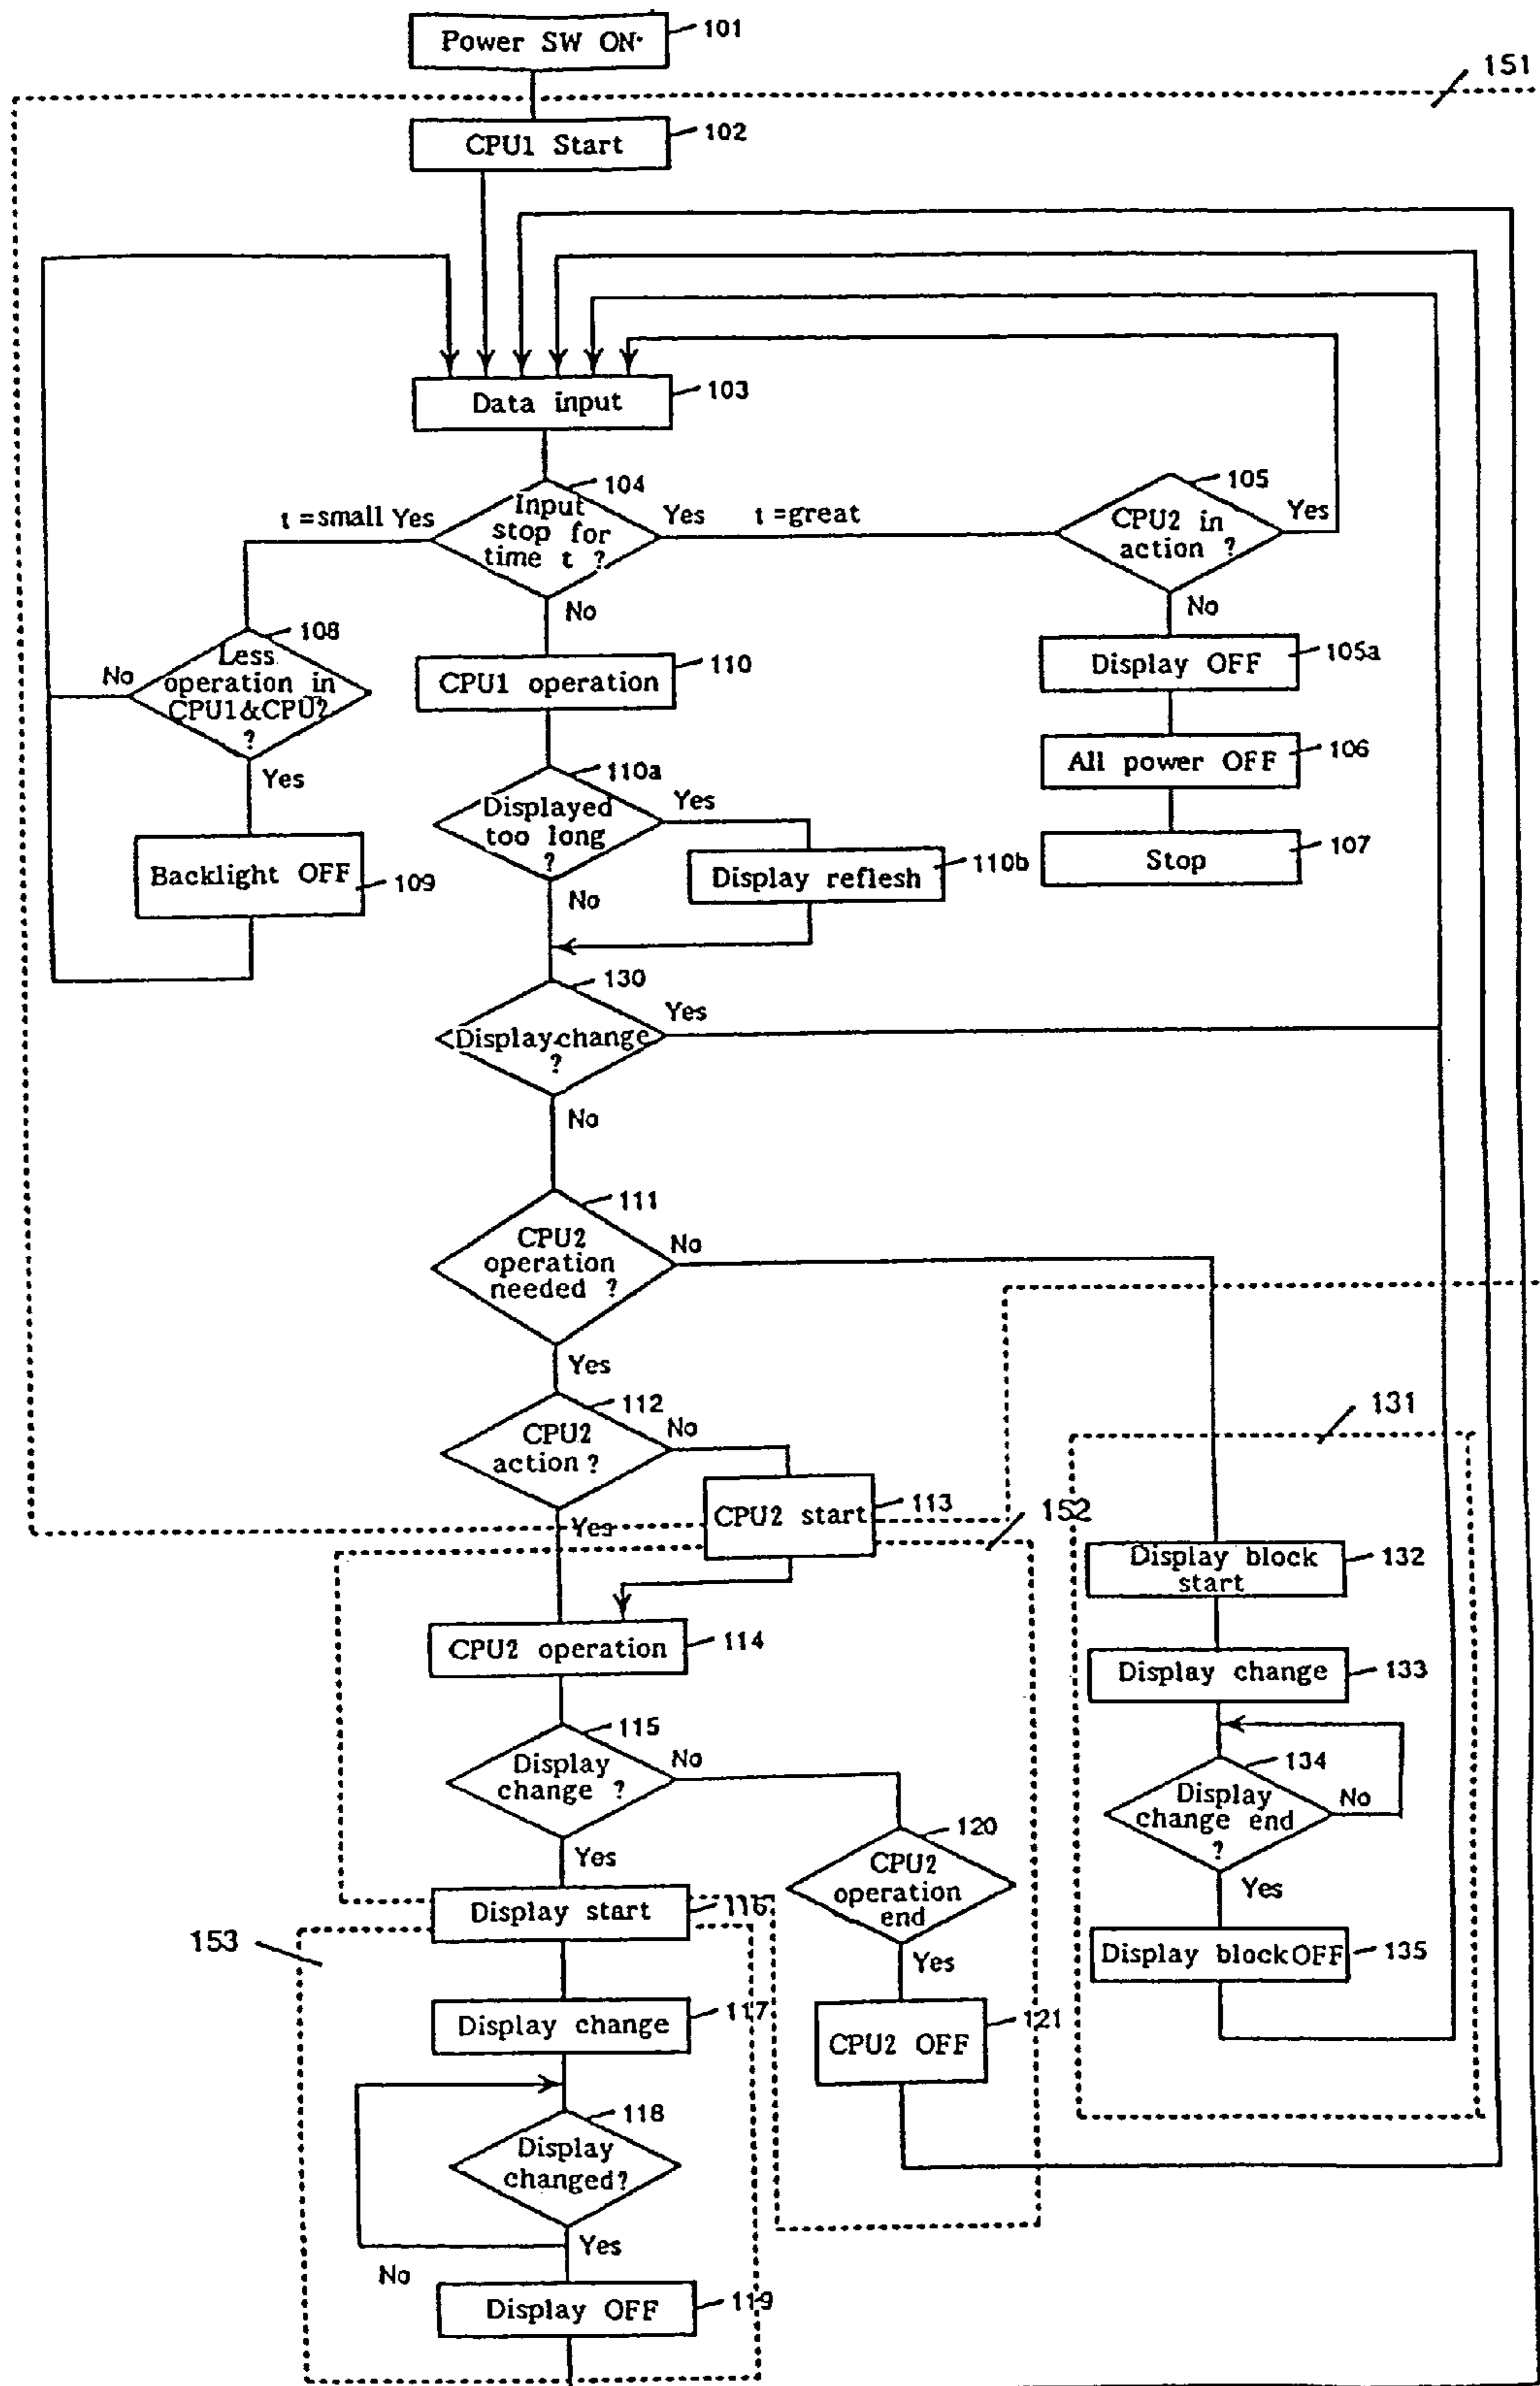 Power SW ON
101
151
CPU1 Start
102
Data input
103
104
Input
stop for
time t ?
t =small Yes
Yes
t =great
No
105
CPU2 in
action ?
Yes
No
Display OFF
105a
All power OFF
106
Stop
107
108
Less
operation in
CPU1&CPU2
?
No
Yes
Backlight OFF
109
CPU1 operation
110
110a
Displayed
too long
?
Yes
No
Display reflesh
110b
130
Display change
?
Yes
No
111
CPU2
operation
needed ?
No
Yes
112
CPU2
action ?
No
Yes
CPU2 start
113
152
131
CPU2 operation
114
115
Display
change ?
No
Yes
Display start
116
153
Display change
117
118
Display
changed?
Yes
No
Display OFF
119
120
CPU2
operation
end
Yes
CPU2 OFF
121
Display block
start
132
Display change
133
134
Display
change end
?
No
Yes
Display block OFF
135